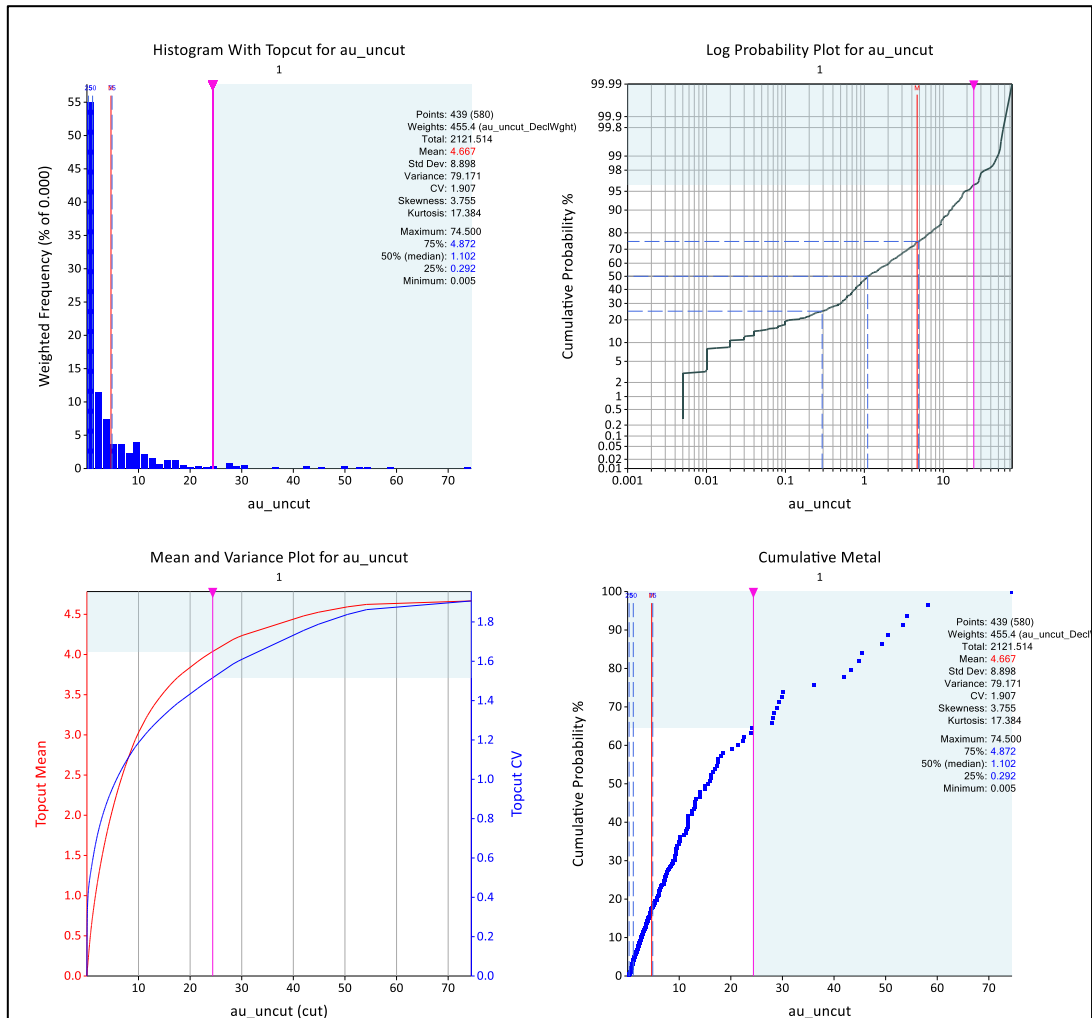 Histogram With Topcut for au_uncut
1
Weighted Frequency (% of 0.000)
55
50
45
40
35
30
25
20
15
10
5
0
10
20
30
40
50
60
70
au_uncut
Points: 439 (580)
Weights: 455.4 (au_uncut_DeclWght)
Total: 2121.514
Mean: 4.667
Std Dev: 8.898
Variance: 79.171
CV: 1.907
Skewness: 3.755
Kurtosis: 17.384
Maximum: 74.500
75%: 4.872
50% (median): 1.102
25%: 0.292
Minimum: 0.005
Log Probability Plot for au_uncut
1
M
Cumulative Probability %
99.99
99.9
99.8
99
98
95
90
80
70
60
50
40
30
20
10
5
2
1
0.5
0.2
0.1
0.05
0.02
0.01
0.001
0.01
0.1
1
10
au_uncut
Mean and Variance Plot for au_uncut
1
Topcut Mean
4.5
4.0
3.5
3.0
2.5
2.0
1.5
1.0
0.5
0.0
1.8
1.6
1.4
1.2
1.0
0.8
0.6
0.4
0.2
0.0
Topcut CV
10
20
30
40
50
60
70
au_uncut (cut)
Cumulative Metal
1
Cumulative Probability %
100
90
80
70
60
50
40
30
20
10
0
10
20
30
40
50
60
70
au_uncut
Points: 439 (580)
Weights: 455.4 (au_uncut_Decl
Total: 2121.514
Mean: 4.667
Std Dev: 8.898
Variance: 79.171
CV: 1.907
Skewness: 3.755
Kurtosis: 17.384
Maximum: 74.500
75%: 4.872
50% (median): 1.102
25%: 0.292
Minimum: 0.005